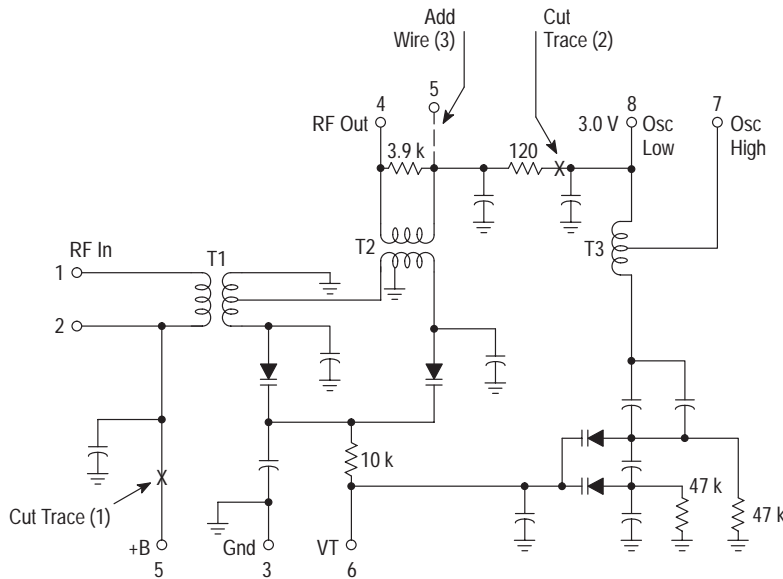 Add
Wire (3)
Cut
Trace (2)
4
5
8
7
RF Out
3.0 V
Osc
Low
Osc
High
3.9 k
120
RF In
T1
T2
T3
1
2
10 k
47 k
47 k
Cut Trace (1)
X
X
+B
5
Gnd
3
VT
6